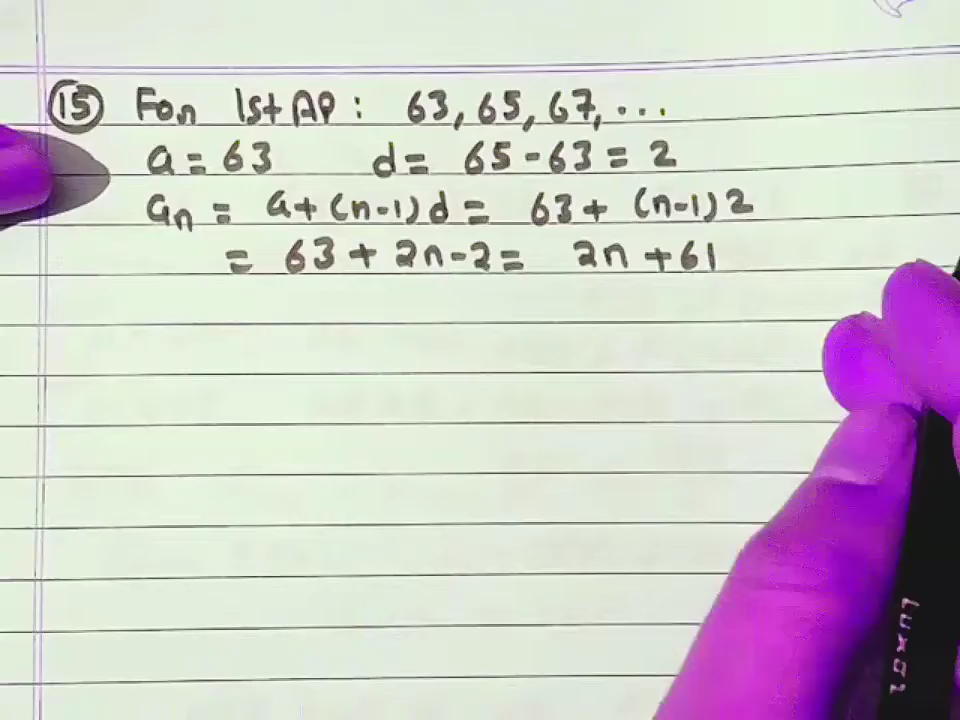 15 For 1st AP : 63, 65, 67, ...
a = 63 d = 65 - 63 = 2
an = a + (n-1) d = 63 + (n-1) 2
= 63 + 2n - 2 = 2n + 61
LUXOR